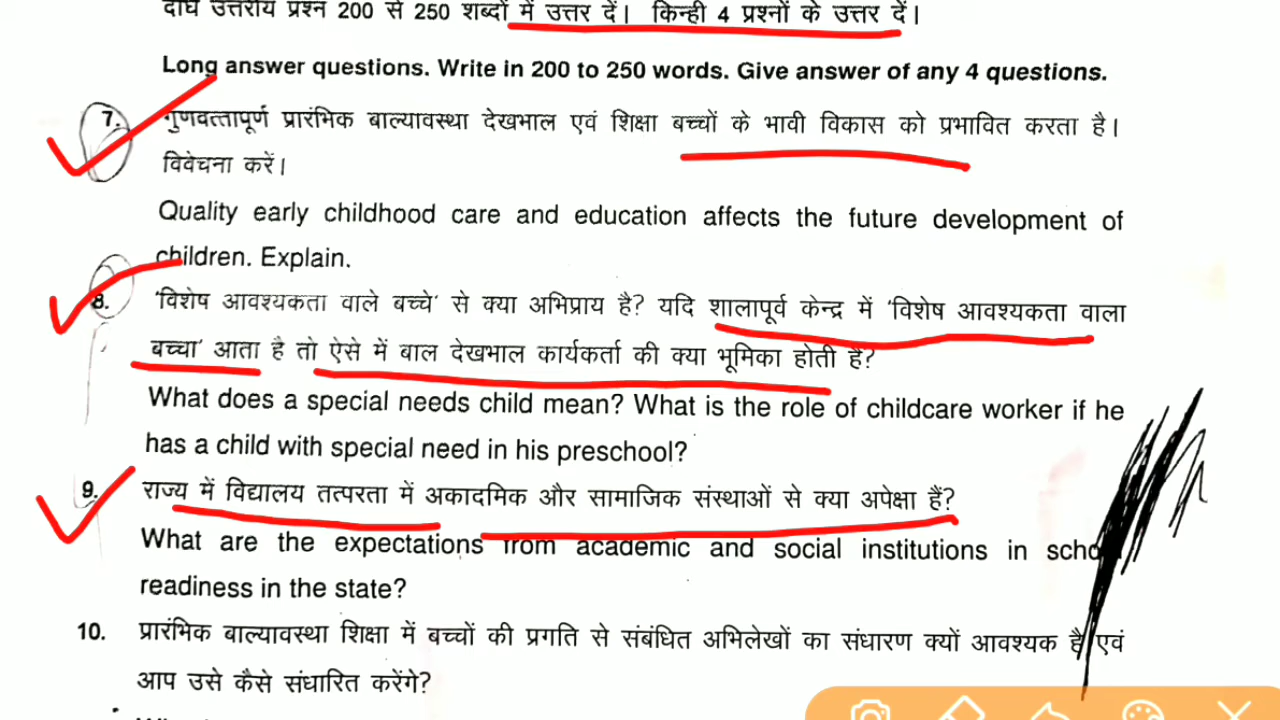 दीर्घ उत्तरीय प्रश्न 200 से 250 शब्दों में उत्तर दें। किन्ही 4 प्रश्नों के उत्तर दें।
Long answer questions. Write in 200 to 250 words. Give answer of any 4 questions.
7. गुणवत्तापूर्ण प्रारंभिक बाल्यावस्था देखभाल एवं शिक्षा बच्चों के भावी विकास को प्रभावित करता है।
विवेचना करें।
Quality early childhood care and education affects the future development of
children. Explain.
8. 'विशेष आवश्यकता वाले बच्चे' से क्या अभिप्राय है? यदि शालापूर्व केन्द्र में 'विशेष आवश्यकता वाला
बच्चा' आता है तो ऐसे में बाल देखभाल कार्यकर्ता की क्या भूमिका होती है?
What does a special needs child mean? What is the role of childcare worker if he
has a child with special need in his preschool?
9. राज्य में विद्यालय तत्परता में अकादमिक और सामाजिक संस्थाओं से क्या अपेक्षा हैं?
What are the expectations from academic and social institutions in school
readiness in the state?
10. प्रारंभिक बाल्यावस्था शिक्षा में बच्चों की प्रगति से संबंधित अभिलेखों का संधारण क्यों आवश्यक है एवं
आप उसे कैसे संधारित करेंगे?